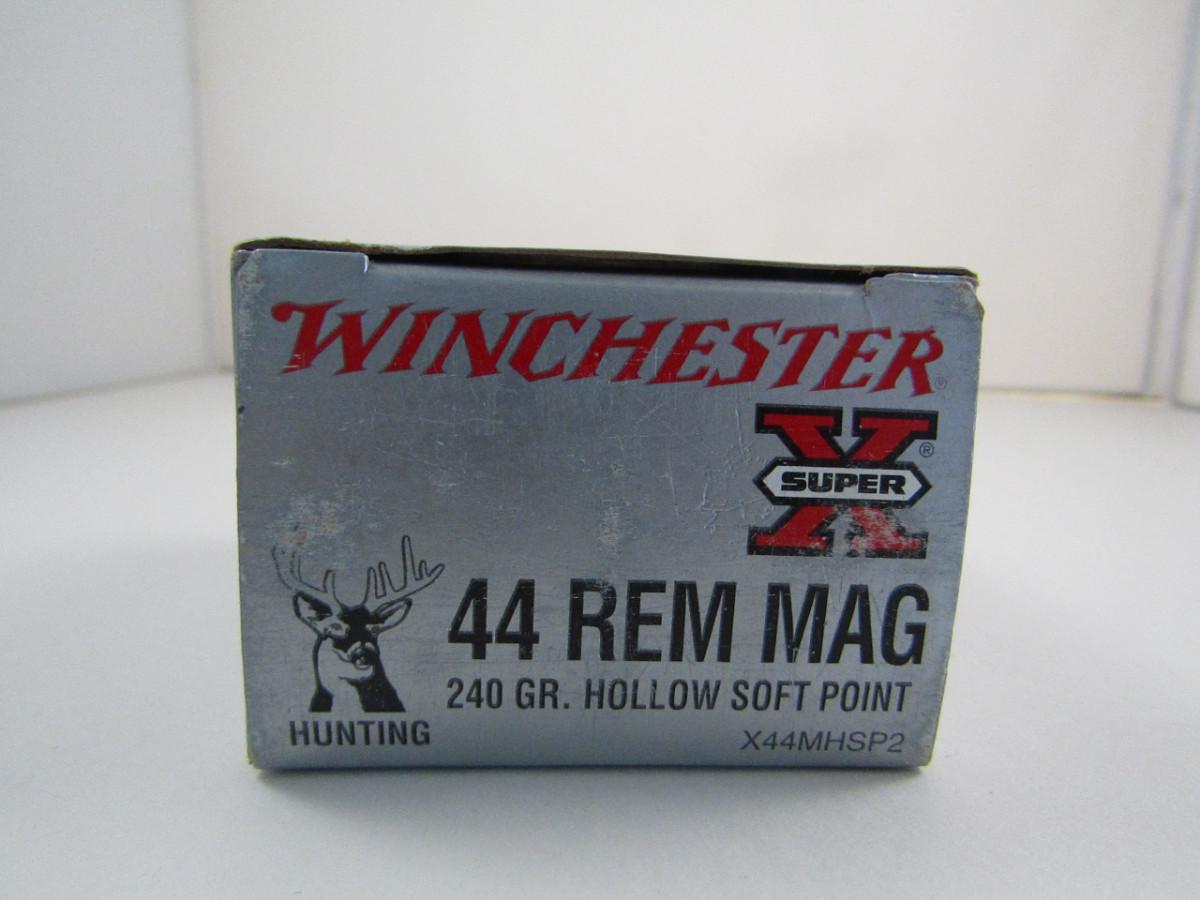 WINCHESTER®
X
SUPER
®
44 REM MAG
240 GR. HOLLOW SOFT POINT
HUNTING
X44MHSP2